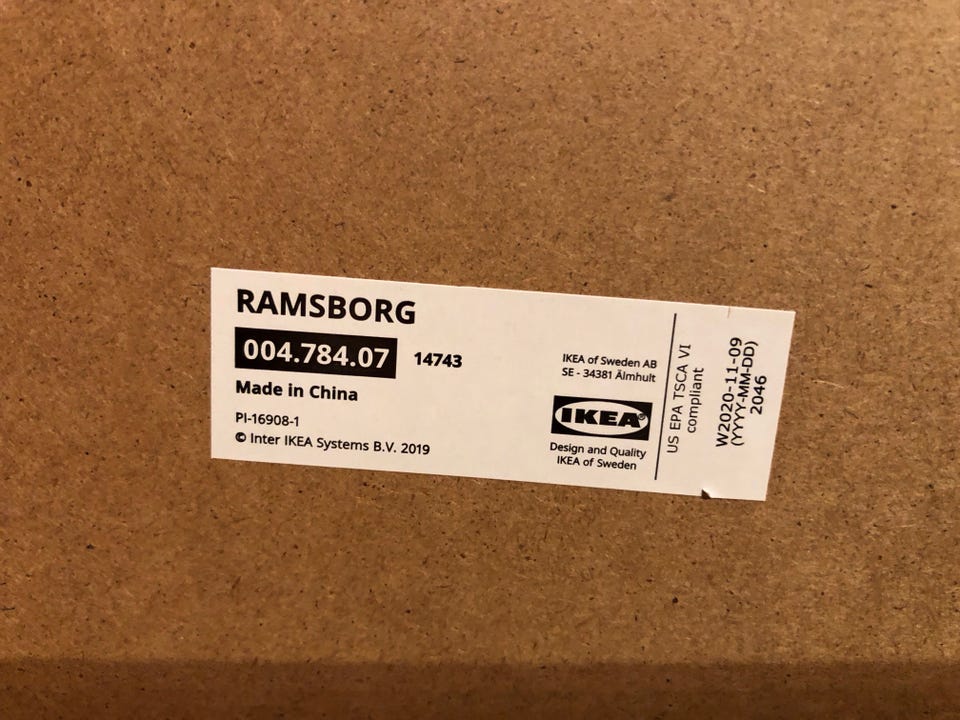 RAMSBORG
004.784.07 14743
Made in China
PI-16908-1
© Inter IKEA Systems B.V. 2019
IKEA of Sweden AB
SE - 34381 Älmhult
IKEA®
Design and Quality
IKEA of Sweden
US EPA TSCA VI
compliant
W2020-11-09
(YYYY-MM-DD)
2046